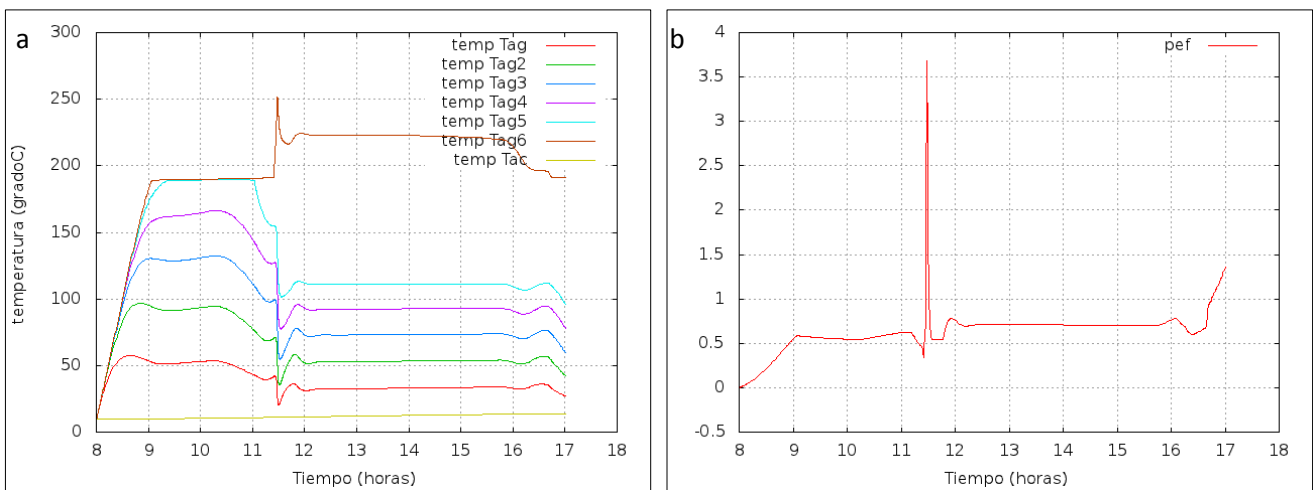 a
temperatura (gradoC)
300
250
200
150
100
50
0
temp Tag
temp Tag2
temp Tag3
temp Tag4
temp Tag5
temp Tag6
temp Tac
8 9 10 11 12 13 14 15 16 17 18
Tiempo (horas)
b
4
3.5
3
2.5
2
1.5
1
0.5
0
-0.5
pef
8 9 10 11 12 13 14 15 16 17 18
Tiempo (horas)